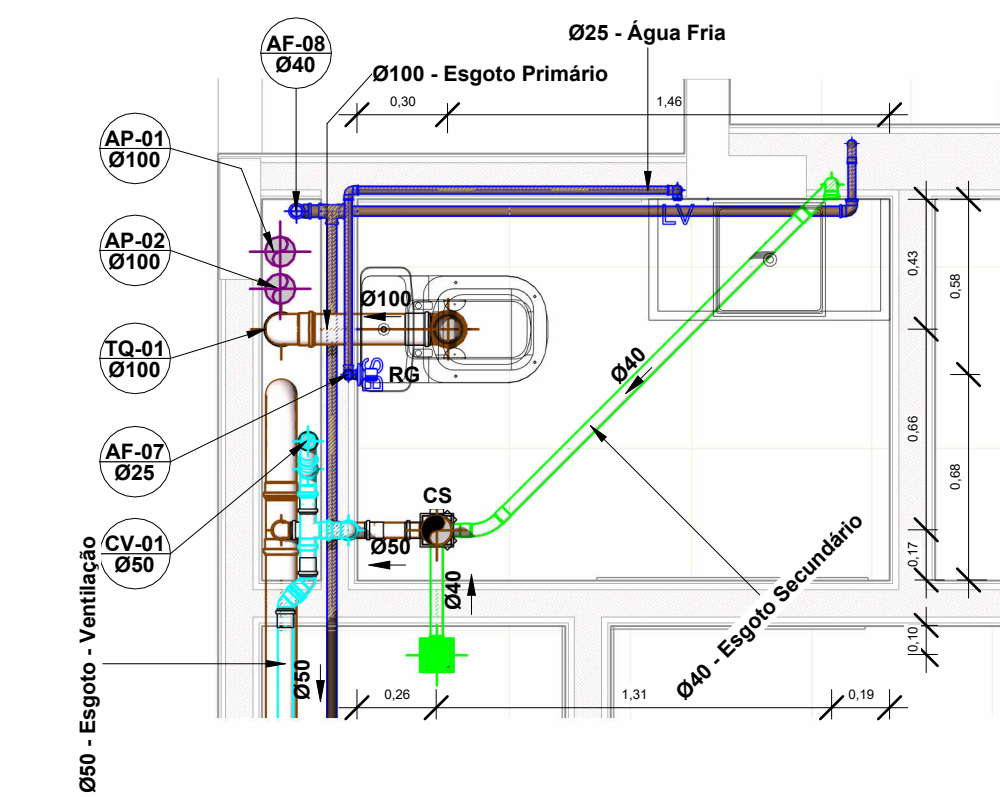 AF-08
Ø40
Ø25 - Água Fria
Ø100 - Esgoto Primário
0,30
1,46
AP-01
Ø100
AP-02
Ø100
LV
0,43
0,58
Ø100
TQ-01
Ø100
RG
Ø40
AF-07
Ø25
0,66
0,68
CS
CV-01
Ø50
Ø50
0,17
Ø40
Ø50 - Esgoto - Ventilação
Ø40 - Esgoto Secundário
0,10
Ø50
0,26
1,31
0,19